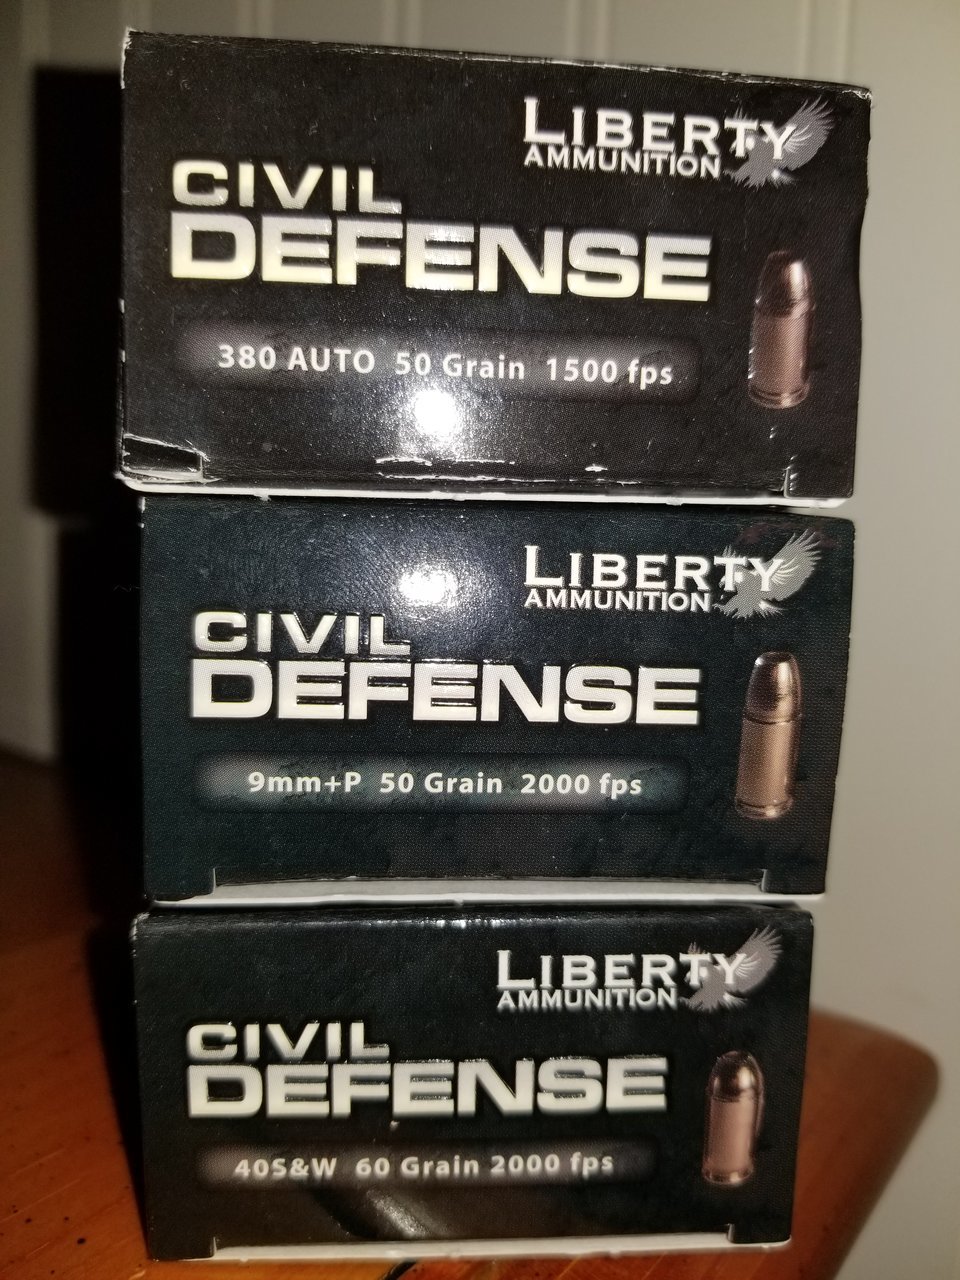 LIBERTY
AMMUNITION
CIVIL
DEFENSE
380 AUTO 50 Grain 1500 fps
LIBERTY
AMMUNITION
CIVIL
DEFENSE
9mm+P 50 Grain 2000 fps
LIBERTY
AMMUNITION
CIVIL
DEFENSE
40S&W 60 Grain 2000 fps